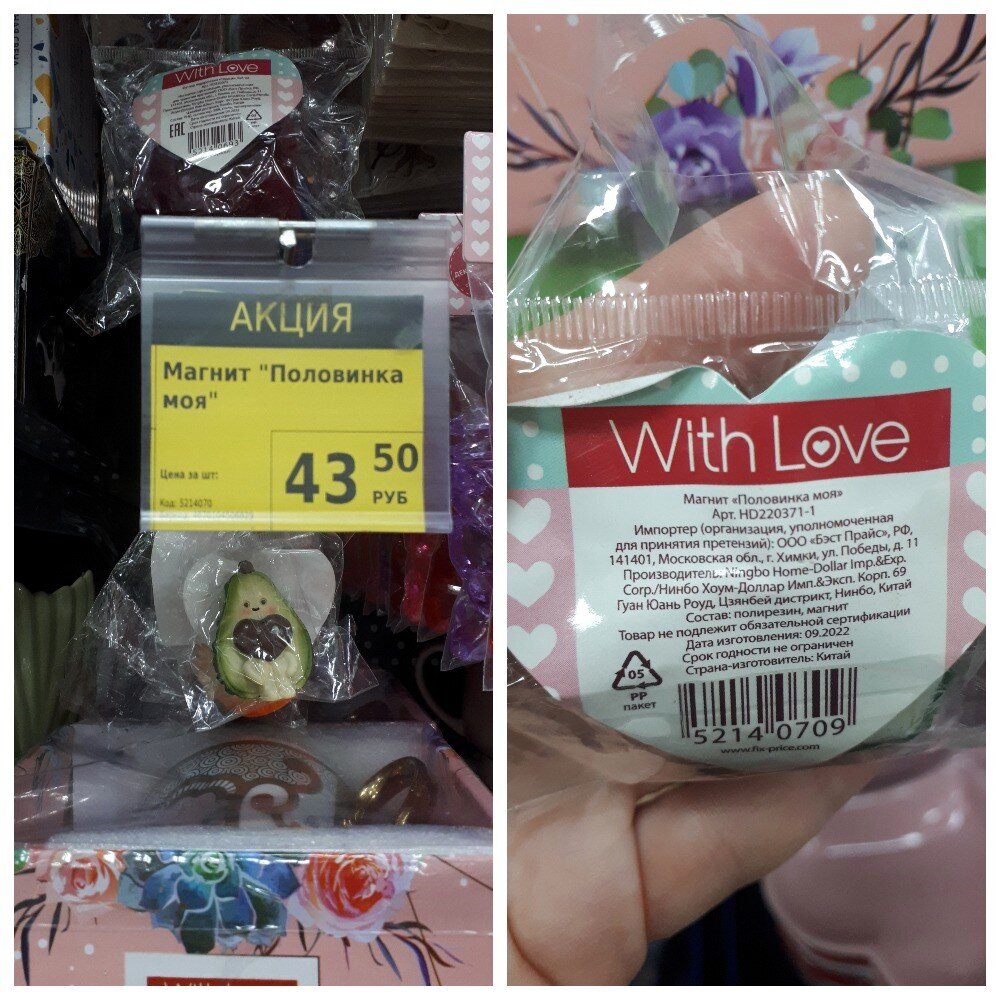 With Love
EAC
5214 0693
АКЦИЯ
Магнит "Половинка
моя"
Цена за шт:
43 50
РУБ
Код: 5214070
With Love
Магнит «Половинка моя»
Арт. HD220371-1
Импортер (организация, уполномоченная
для принятия претензий): ООО «Бэст Прайс», РФ,
141401, Московская обл., г. Химки, ул. Победы, д. 11
Производитель: Ningbo Home-Dollar Imp.&Exp.
Corp./Нинбо Хоум-Доллар Имп.&Эксп. Корп. 69
Гуан Юань Роуд, Цзянбей дистрикт, Нинбо, Китай
Состав: полирезин, магнит
Товар не подлежит обязательной сертификации
Дата изготовления: 09.2022
Срок годности не ограничен
Страна-изготовитель: Китай
05
PP
пакет
5214 0709
www.fix-price.com